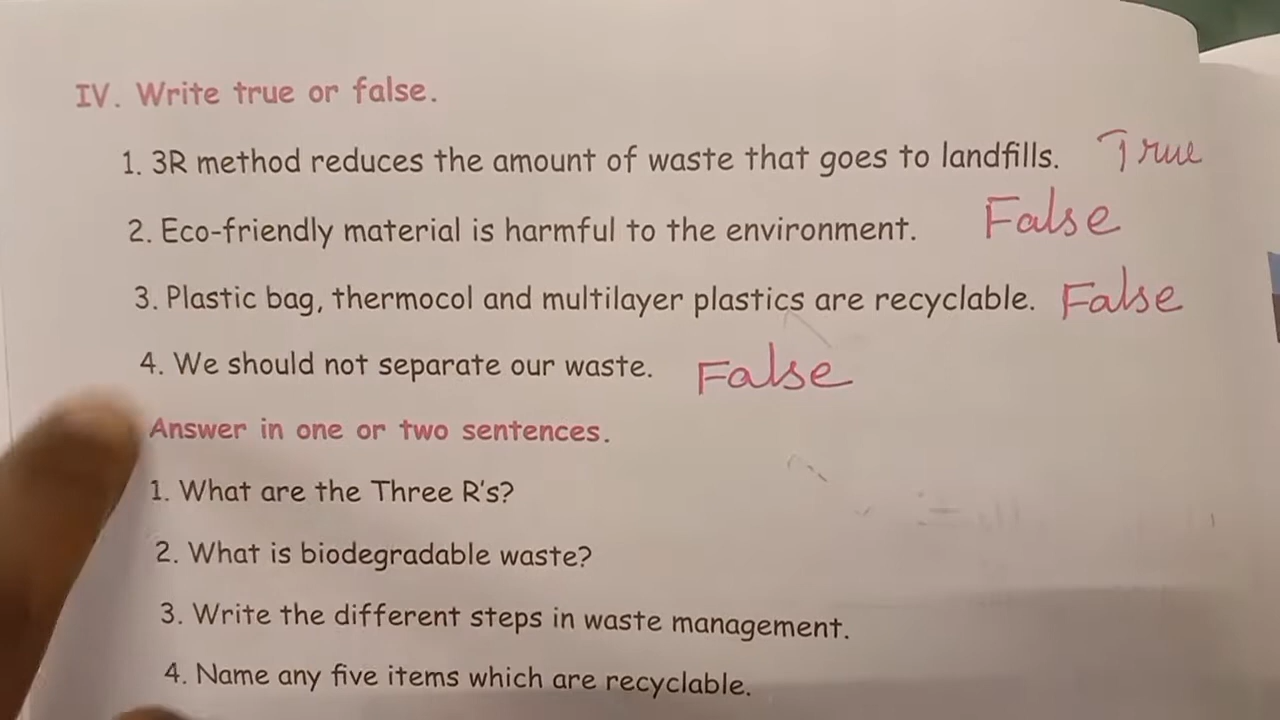 IV. Write true or false.
1. 3R method reduces the amount of waste that goes to landfills. True
2. Eco-friendly material is harmful to the environment. False
3. Plastic bag, thermocol and multilayer plastics are recyclable. False
4. We should not separate our waste. False
Answer in one or two sentences.
1. What are the Three R's?
2. What is biodegradable waste?
3. Write the different steps in waste management.
4. Name any five items which are recyclable.